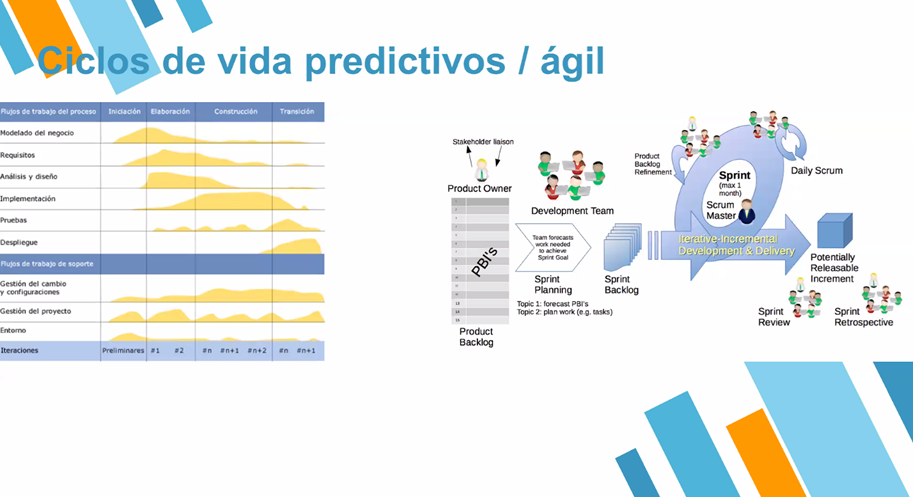 Ciclos de vida predictivos / ágil
Flujos de trabajo del proceso Iniciación Elaboración Construcción Transición
Modelado del negocio
Requisitos
Análisis y diseño
Implementación
Pruebas
Despliegue
Flujos de trabajo de soporte
Gestión del cambio
y configuraciones
Gestión del proyecto
Entorno
Iteraciones Preliminares #1 #2 #n #n+1 #n+2 #n #n+1
Stakeholder liaison
Product Owner
PBI's
Product
Backlog
Development Team
Team forecasts
work needed
to achieve
Sprint Goal
Sprint
Planning
Topic 1: forecast PBI's
Topic 2: plan work (e.g. tasks)
Sprint
Backlog
Product
Backlog
Refinement
Sprint
(max 1
month)
Scrum
Master
Daily Scrum
Iterative-Incremental
Development & Delivery
Potentially
Releasable
Increment
Sprint
Review
Sprint
Retrospective